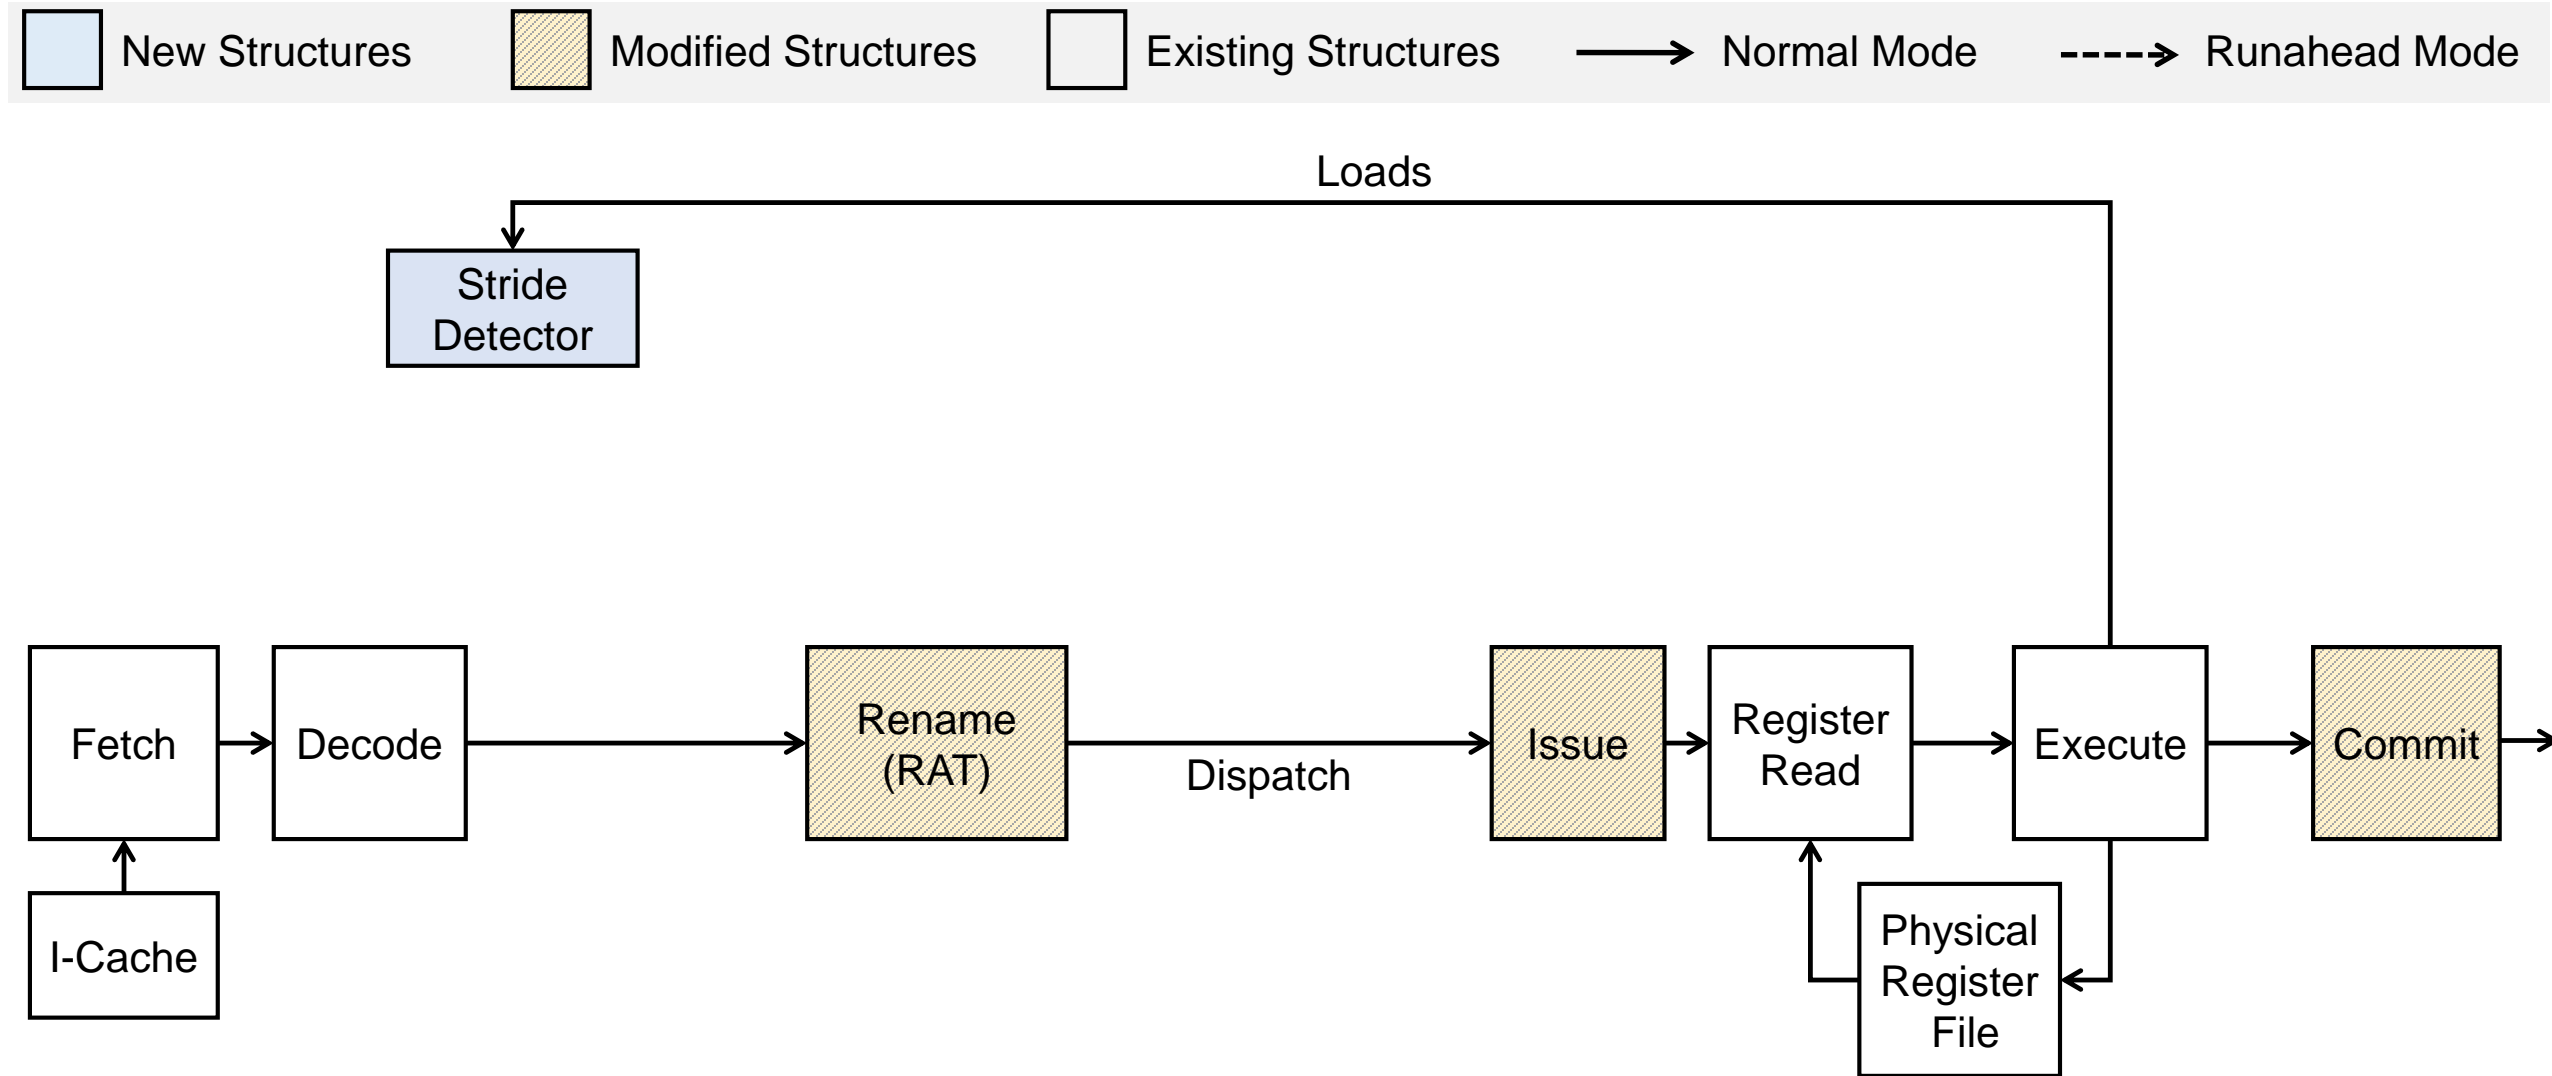 New Structures
Modified Structures
Existing Structures
Normal Mode
Runahead Mode
Loads
Stride
Detector
Fetch
Decode
Rename
(RAT)
Dispatch
Issue
Register
Read
Execute
Commit
I-Cache
Physical
Register
File